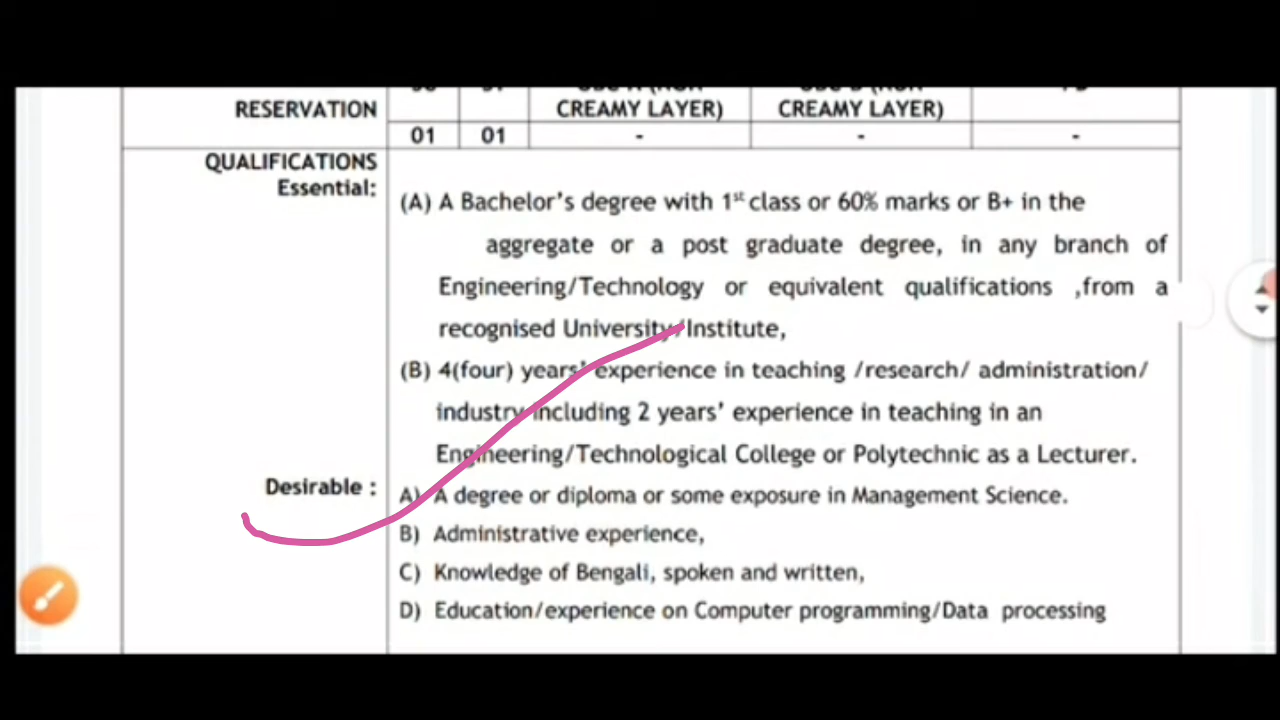 RESERVATION CREAMY LAYER) CREAMY LAYER)
01 01 - - -
QUALIFICATIONS
Essential:
(A) A Bachelor's degree with 1st class or 60% marks or B+ in the
aggregate or a post graduate degree, in any branch of
Engineering/Technology or equivalent qualifications ,from a
recognised University/Institute,
(B) 4(four) years' experience in teaching /research/ administration/
industry including 2 years' experience in teaching in an
Engineering/Technological College or Polytechnic as a Lecturer.
Desirable : A) A degree or diploma or some exposure in Management Science.
B) Administrative experience,
C) Knowledge of Bengali, spoken and written,
D) Education/experience on Computer programming/Data processing